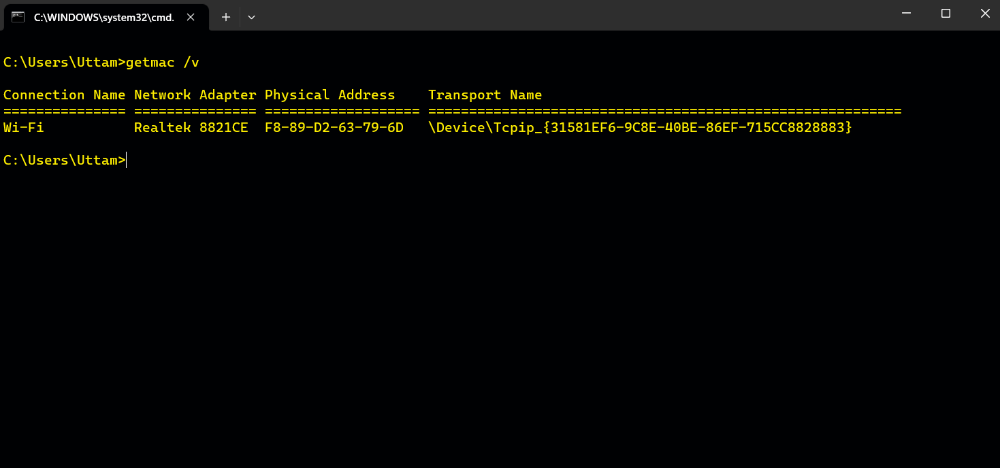 C:\WINDOWS\system32\cmd.
C:\Users\Uttam>getmac /v
Connection Name Network Adapter Physical Address    Transport Name
=============== =============== =================== ==========================================================
Wi-Fi           Realtek 8821CE  F8-89-D2-63-79-6D   \Device\Tcpip_{31581EF6-9C8E-40BE-86EF-715CC8828883}
C:\Users\Uttam>